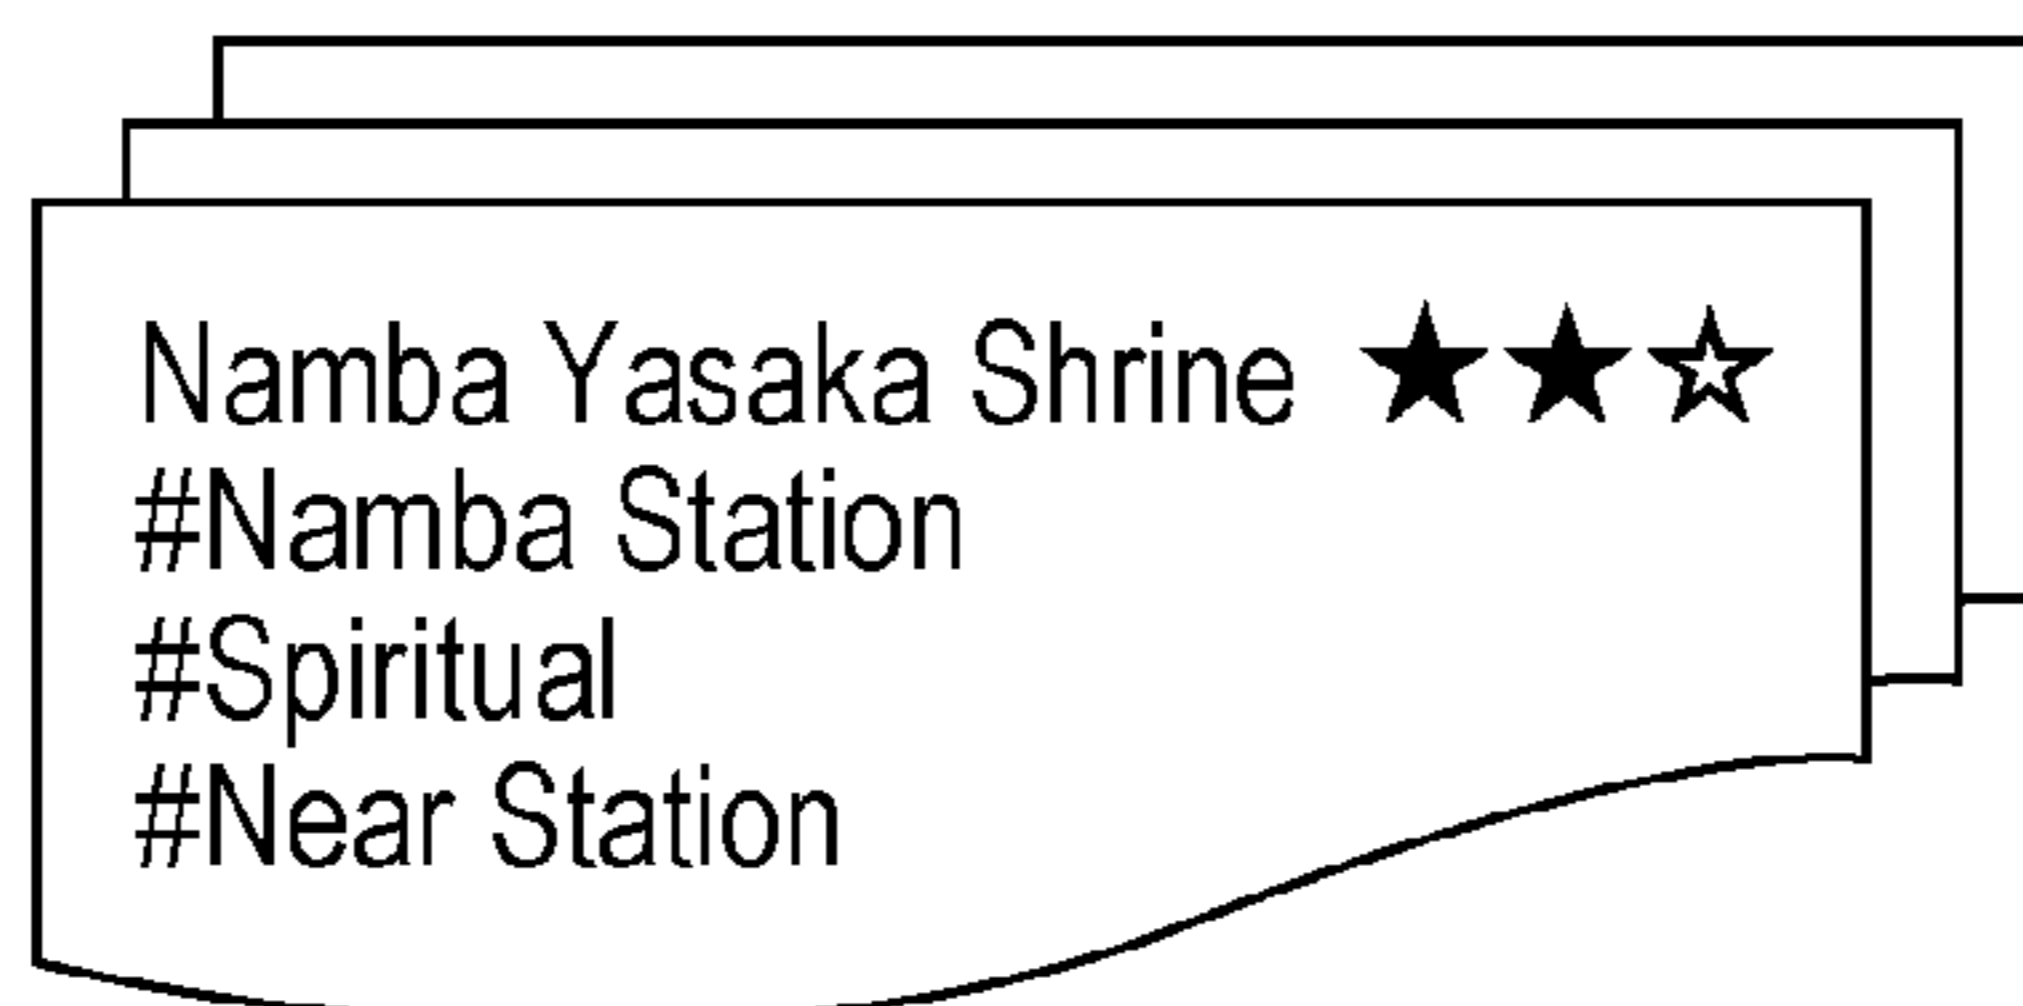 Namba Yasaka Shrine ★★☆
#Namba Station
#Spiritual
#Near Station